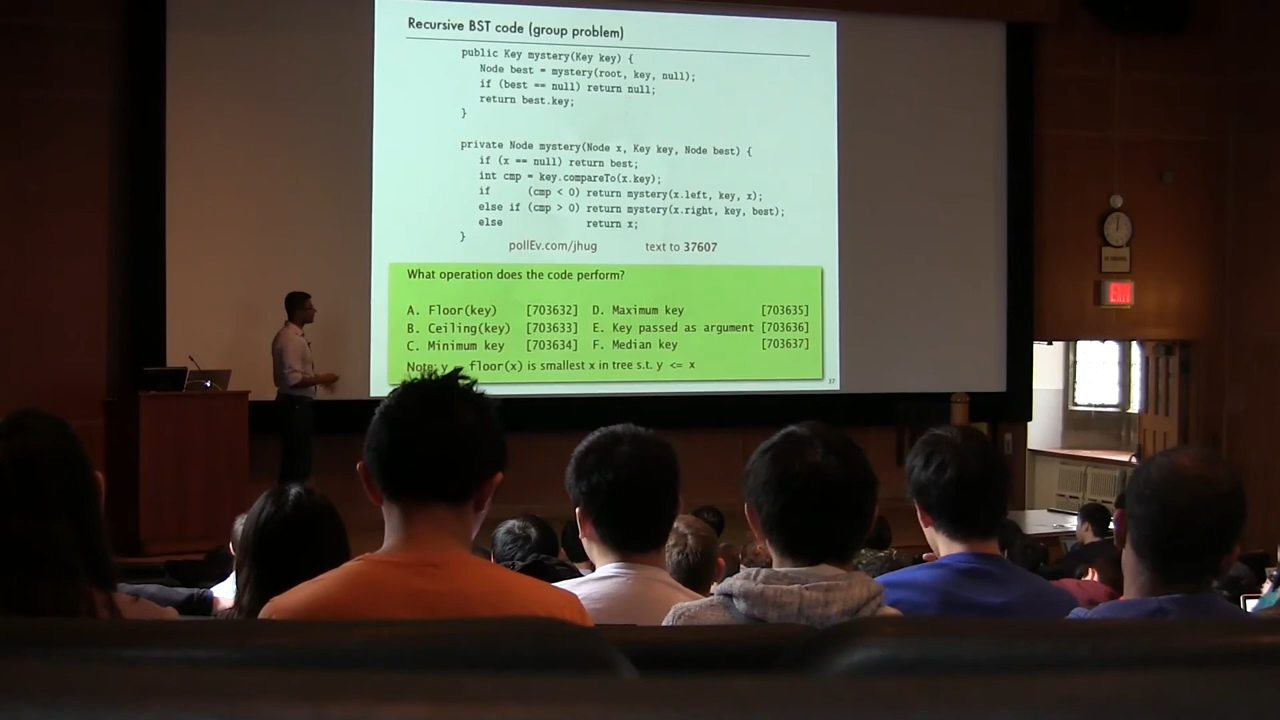 Recursive BST code (group problem)
public Key mystery(Key key) {
Node best = mystery(root, key, null);
if (best == null) return null;
return best.key;
}
private Node mystery(Node x, Key key, Node best) {
if (x == null) return best;
int cmp = key.compareTo(x.key);
if (cmp < 0) return mystery(x.left, key, x);
else if (cmp > 0) return mystery(x.right, key, best);
else return x;
}
pollEv.com/jhug text to 37607
What operation does the code perform?
A. Floor(key) [703632] D. Maximum key [703635]
B. Ceiling(key) [703633] E. Key passed as argument [703636]
C. Minimum key [703634] F. Median key [703637]
Note: y floor(x) is smallest x in tree s.t. y <= x
37
EXIT